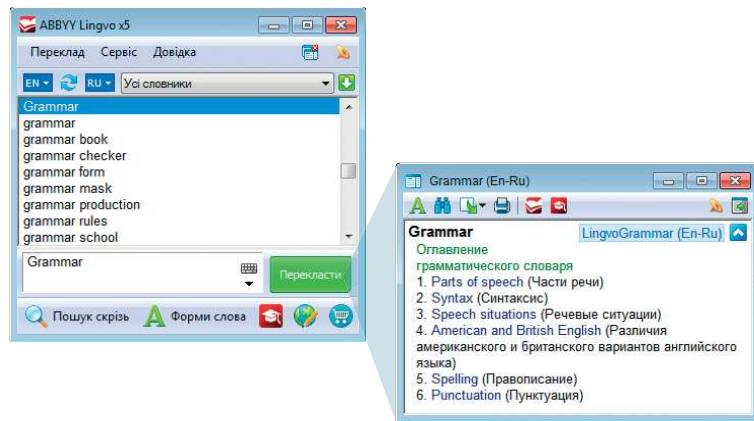 ABBYY Lingvo x5
Переклад Сервіс Довідка
EN RU Усі словники
Grammar
grammar
grammar book
grammar checker
grammar form
grammar mask
grammar production
grammar rules
grammar school
Grammar
Перекласти
Пошук скрізь Форми слова
Grammar (En-Ru)
Grammar LingvoGrammar (En-Ru)
Оглавление
грамматического словаря
1. Parts of speech (Части речи)
2. Syntax (Синтаксис)
3. Speech situations (Речевые ситуации)
4. American and British English (Различия
американского и британского вариантов английского
языка)
5. Spelling (Правописание)
6. Punctuation (Пунктуация)